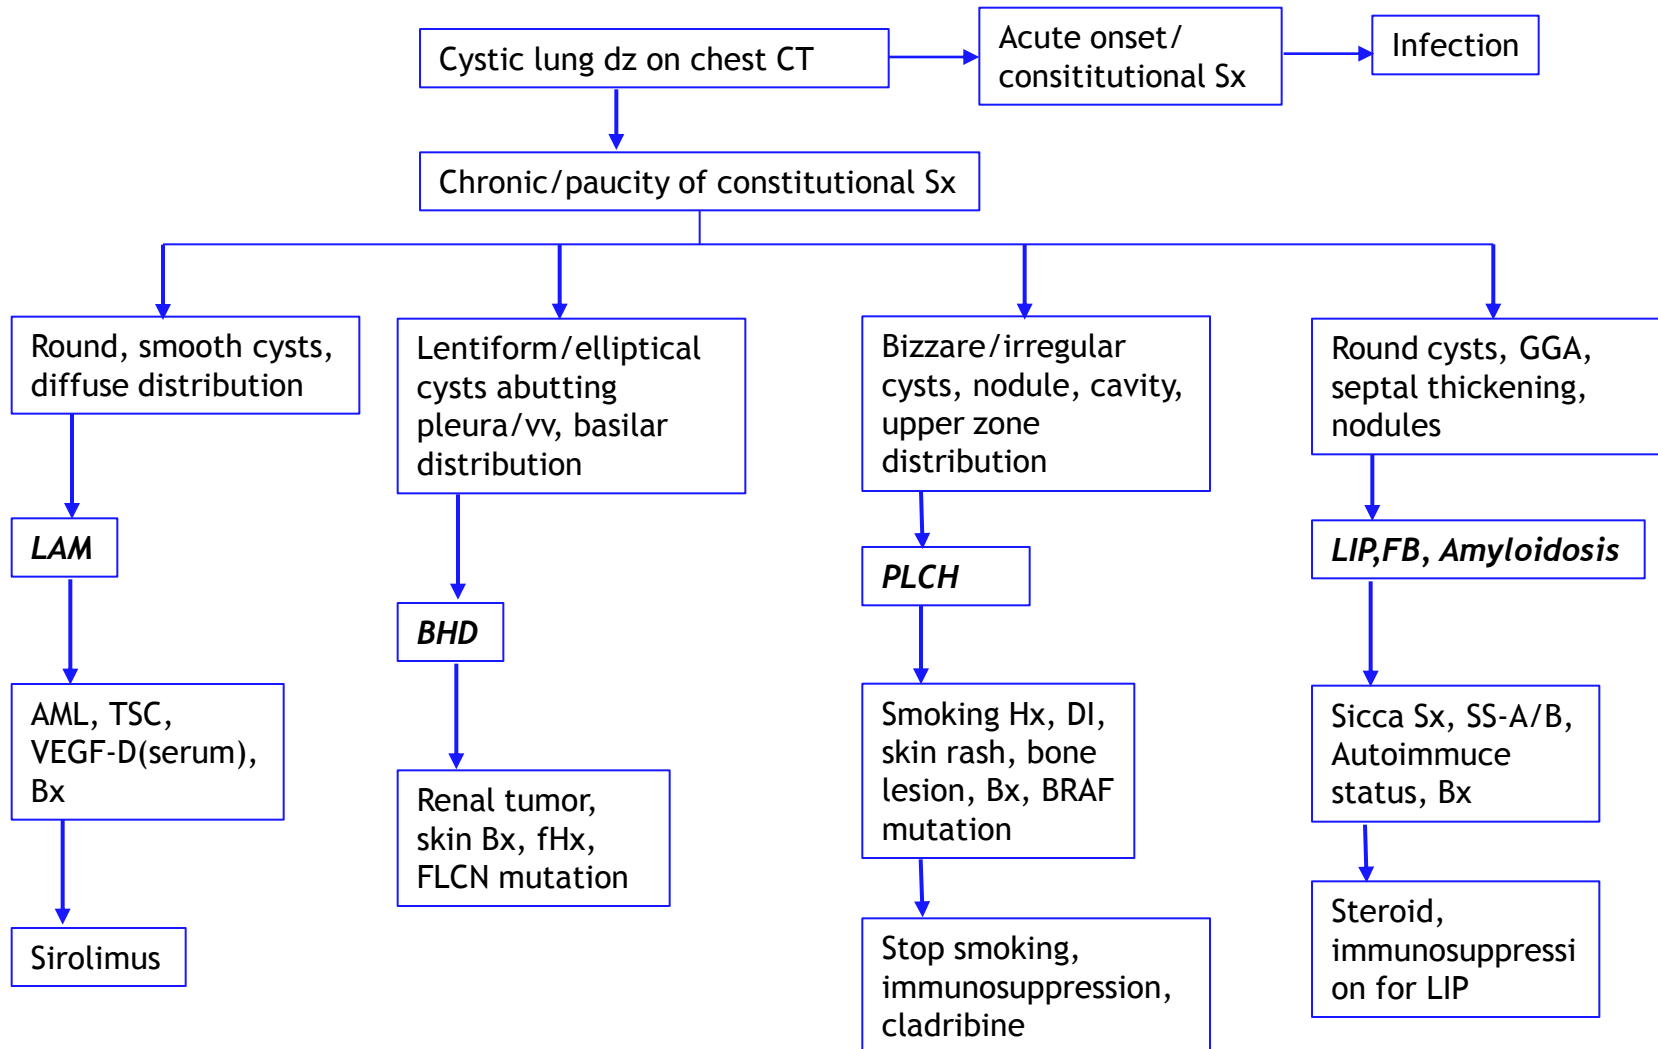 Cystic lung dz on chest CT
Acute onset/
consititutional Sx
Infection
Chronic/paucity of constitutional Sx
Round, smooth cysts,
diffuse distribution
Lentiform/elliptical
cysts abutting
pleura/vv, basilar
distribution
Bizzare/irregular
cysts, nodule, cavity,
upper zone
distribution
Round cysts, GGA,
septal thickening,
nodules
LAM
BHD
PLCH
LIP,FB, Amyloidosis
AML, TSC,
VEGF-D(serum),
Bx
Renal tumor,
skin Bx, fHx,
FLCN mutation
Smoking Hx, DI,
skin rash, bone
lesion, Bx, BRAF
mutation
Sicca Sx, SS-A/B,
Autoimmuce
status, Bx
Sirolimus
Stop smoking,
immunosuppression,
cladribine
Steroid,
immunosuppressi
on for LIP